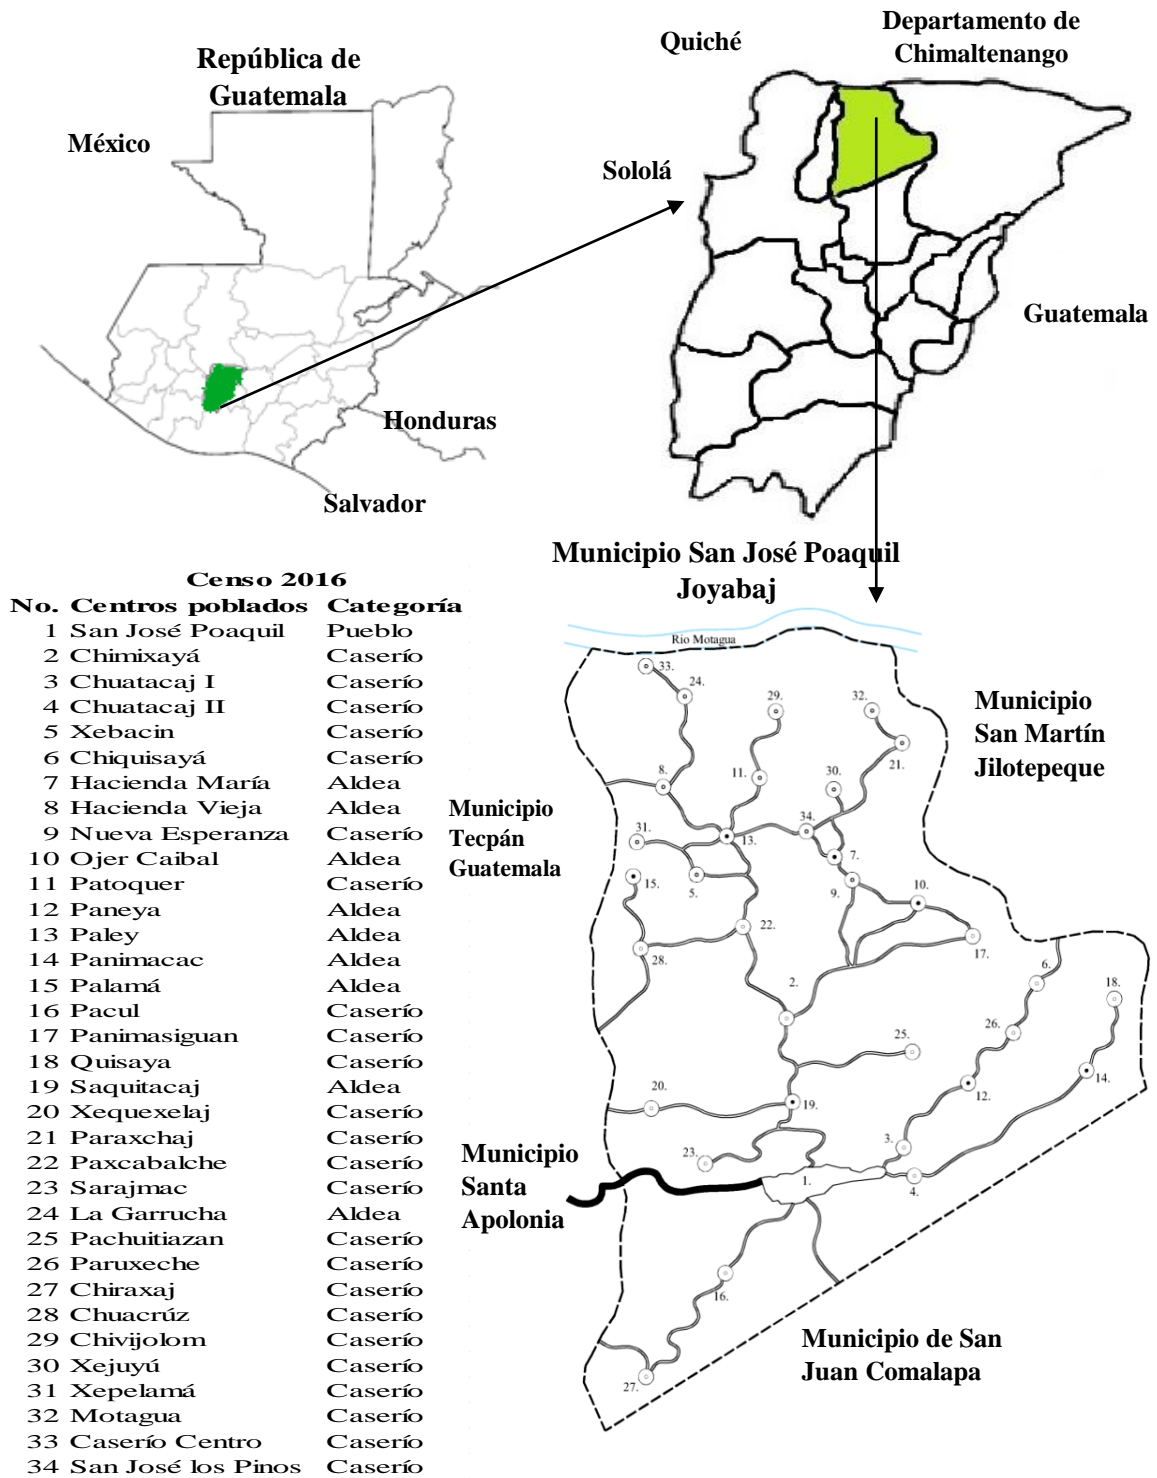 República de
Guatemala
México
Honduras
Salvador
Quiché
Departamento de
Chimaltenango
Sololá
Guatemala
Municipio San José Poaquil
Joyabaj
Censo 2016
No. Centros poblados Categoría
1 San José Poaquil Pueblo
2 Chimixayá Caserío
3 Chuatacaj I Caserío
4 Chuatacaj II Caserío
5 Xebacin Caserío
6 Chiquisayá Caserío
7 Hacienda María Aldea
8 Hacienda Vieja Aldea
9 Nueva Esperanza Caserío
10 Ojer Caibal Aldea
11 Patoquer Caserío
12 Paneya Aldea
13 Paley Aldea
14 Panimacac Aldea
15 Palamá Aldea
16 Pacul Caserío
17 Panimasiguan Caserío
18 Quisaya Caserío
19 Saquitacaj Aldea
20 Xequexelaj Caserío
21 Paraxchaj Caserío
22 Paxcabalche Caserío
23 Sarajmac Caserío
24 La Garrucha Aldea
25 Pachuitiazan Caserío
26 Paruxeche Caserío
27 Chiraxaj Caserío
28 Chuacrúz Caserío
29 Chivijolom Caserío
30 Xejuyú Caserío
31 Xepelamá Caserío
32 Motagua Caserío
33 Caserío Centro Caserío
34 San José los Pinos Caserío
Rio Motagua
33.
24.
29.
32.
21.
8.
11.
30.
31.
13.
34.
7.
15.
5.
9.
10.
22.
17.
28.
2.
6.
18.
26.
25.
14.
12.
20.
19.
3.
23.
1.
4.
16.
27.
Municipio
San Martín
Jilotepeque
Municipio
Tecpán
Guatemala
Municipio
Santa
Apolonia
Municipio de San
Juan Comalapa